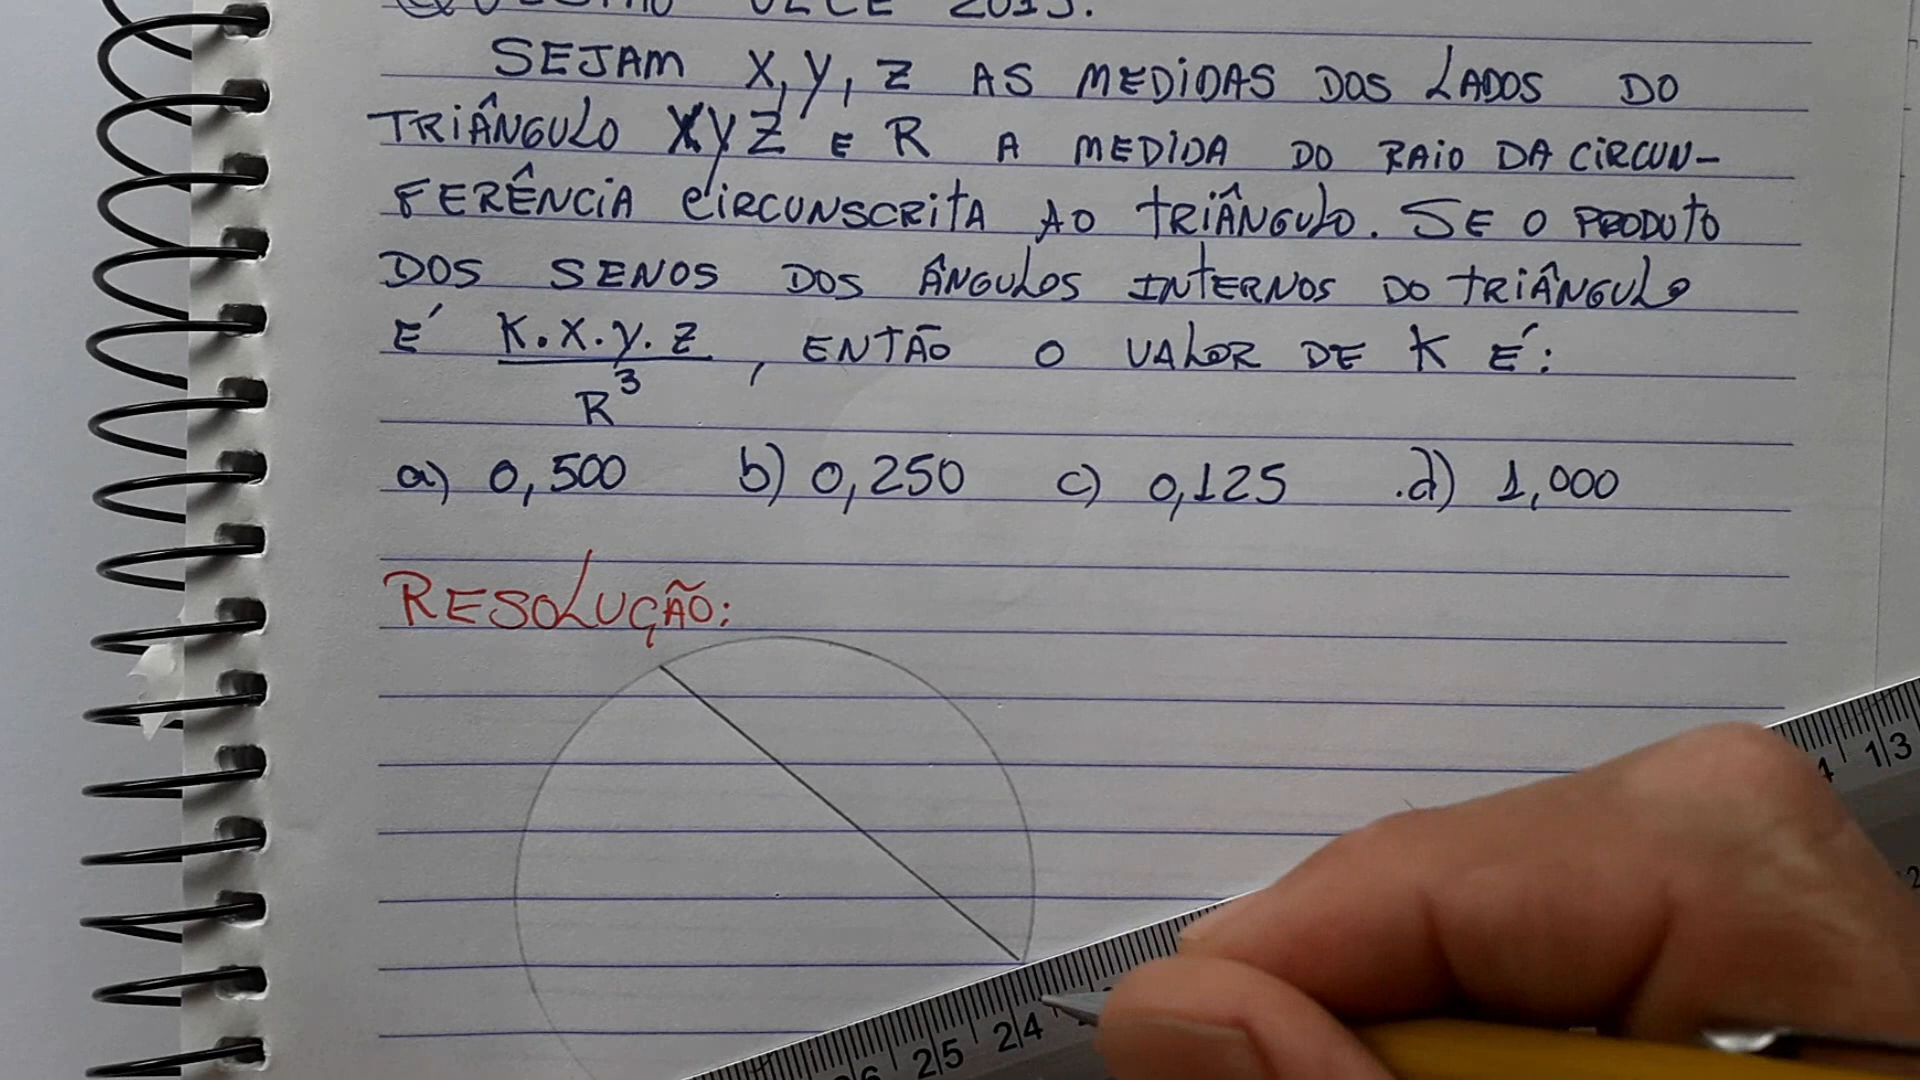 2015.
SEJAM X, Y, Z AS MEDIDAS DOS LADOS DO
TRIÂNGULO XYZ E R A MEDIDA DO RAIO DA CIRCUN-
FERÊNCIA CIRCUNSCRITA AO TRIÂNGULO. SE O PRODUTO
DOS SENOS DOS ÂNGULOS INTERNOS DO TRIÂNGULO
É K.X.Y.Z / R³, ENTÃO O VALOR DE K É:
a) 0,500 b) 0,250 c) 0,125 .d) 1,000
RESOLUÇÃO:
25 24 13